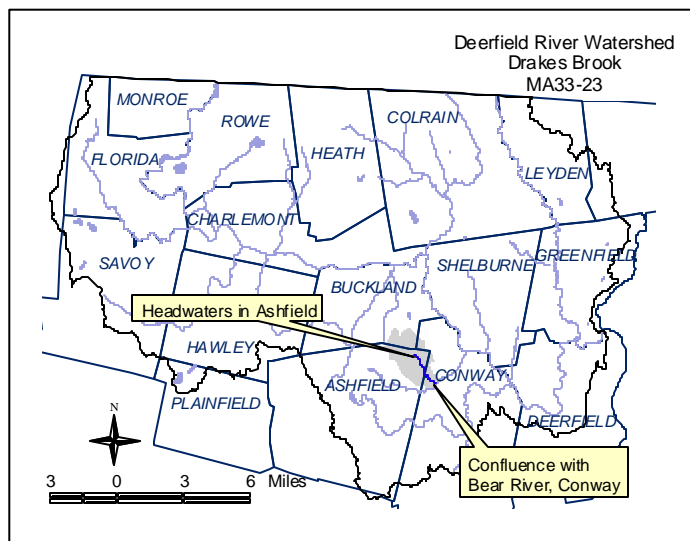 Deerfield River Watershed
Drakes Brook
MA33-23
MONROE
ROWE
COLRAIN
HEATH
FLORIDA
LEYDEN
CHARLEMONT
GREENFIELD
SAVOY
SHELBURNE
BUCKLAND
Headwaters in Ashfield
HAWLEY
CONWAY
ASHFIELD
PLAINFIELD
DEERFIELD
N
Confluence with
Bear River, Conway
3 0 3 6 Miles